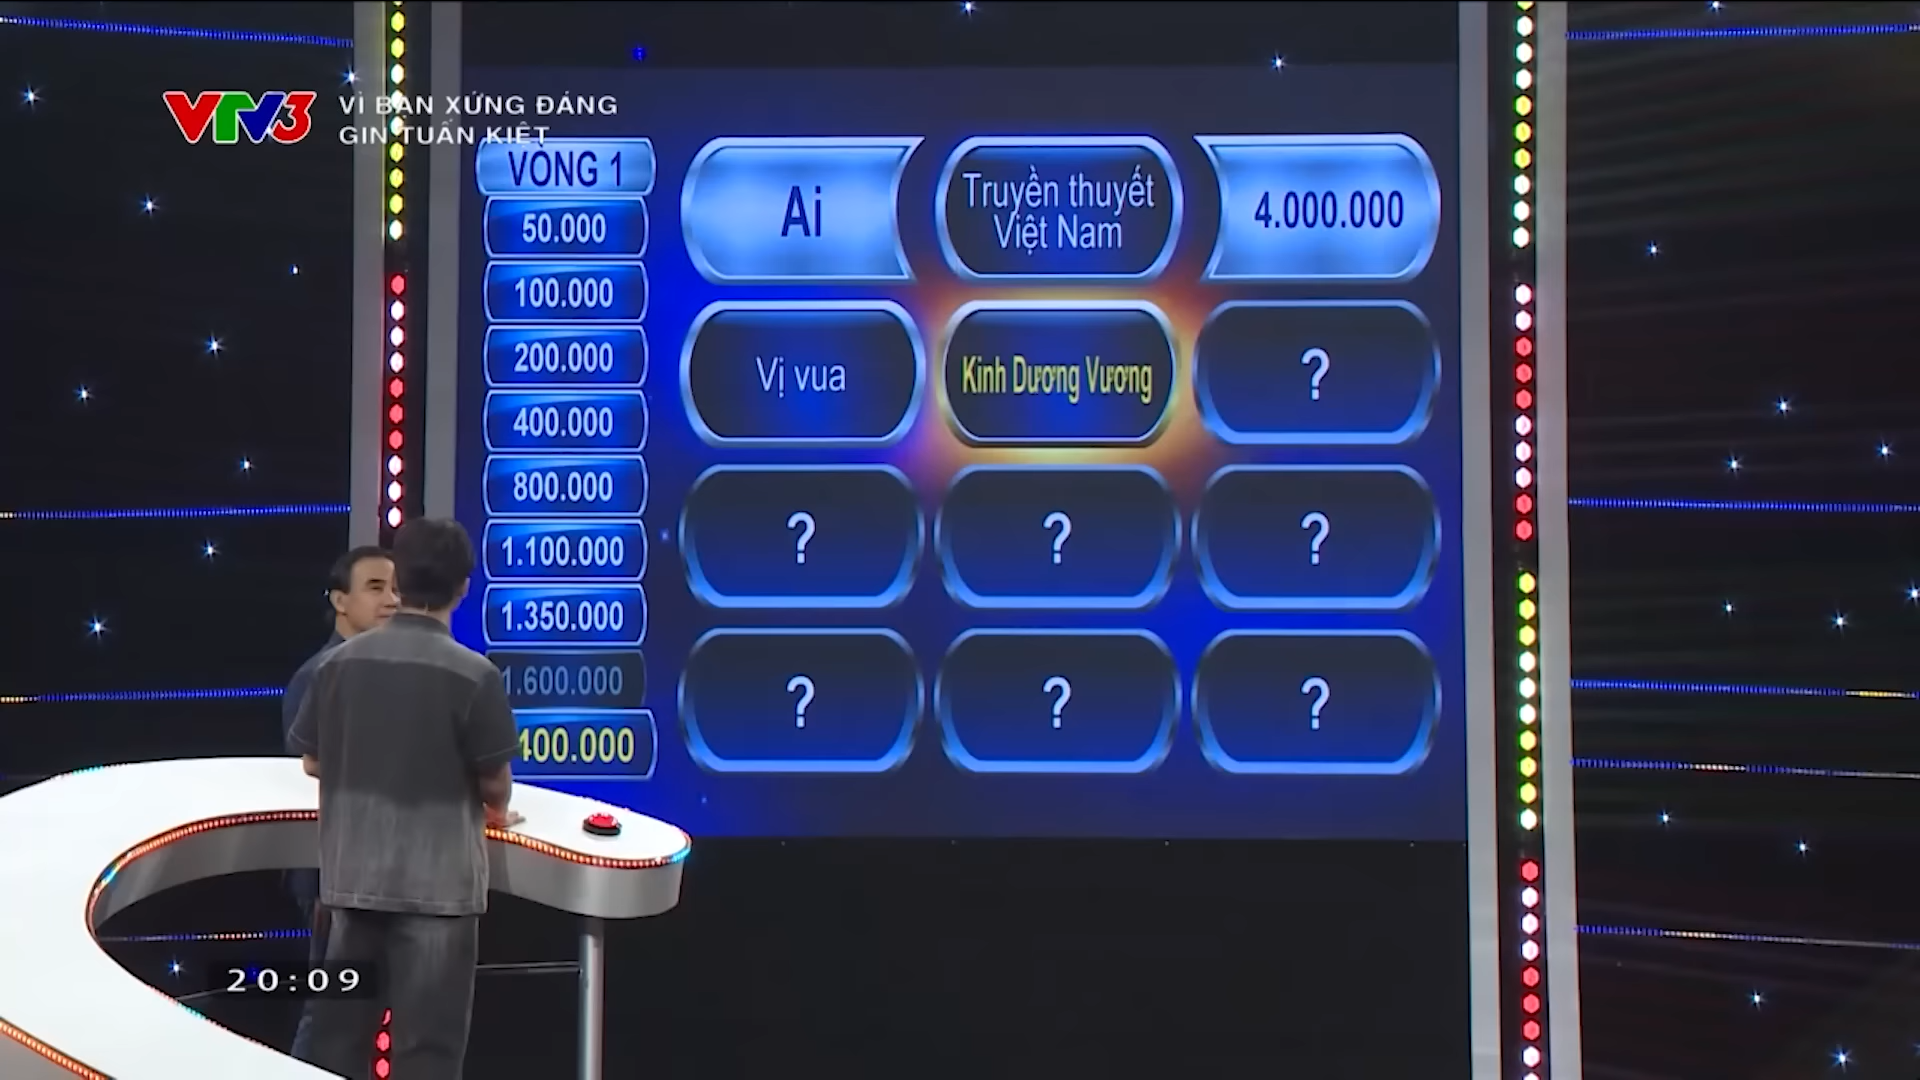 VTV3
VÌ BẠN XỨNG ĐÁNG
GIN TUẤN KIỆT
VÒNG 1
50.000
100.000
200.000
400.000
800.000
1.100.000
1.350.000
1.600.000
400.000
Ai
Truyền thuyết
Việt Nam
4.000.000
Vị vua
Kinh Dương Vương
?
?
?
?
?
?
?
20:09